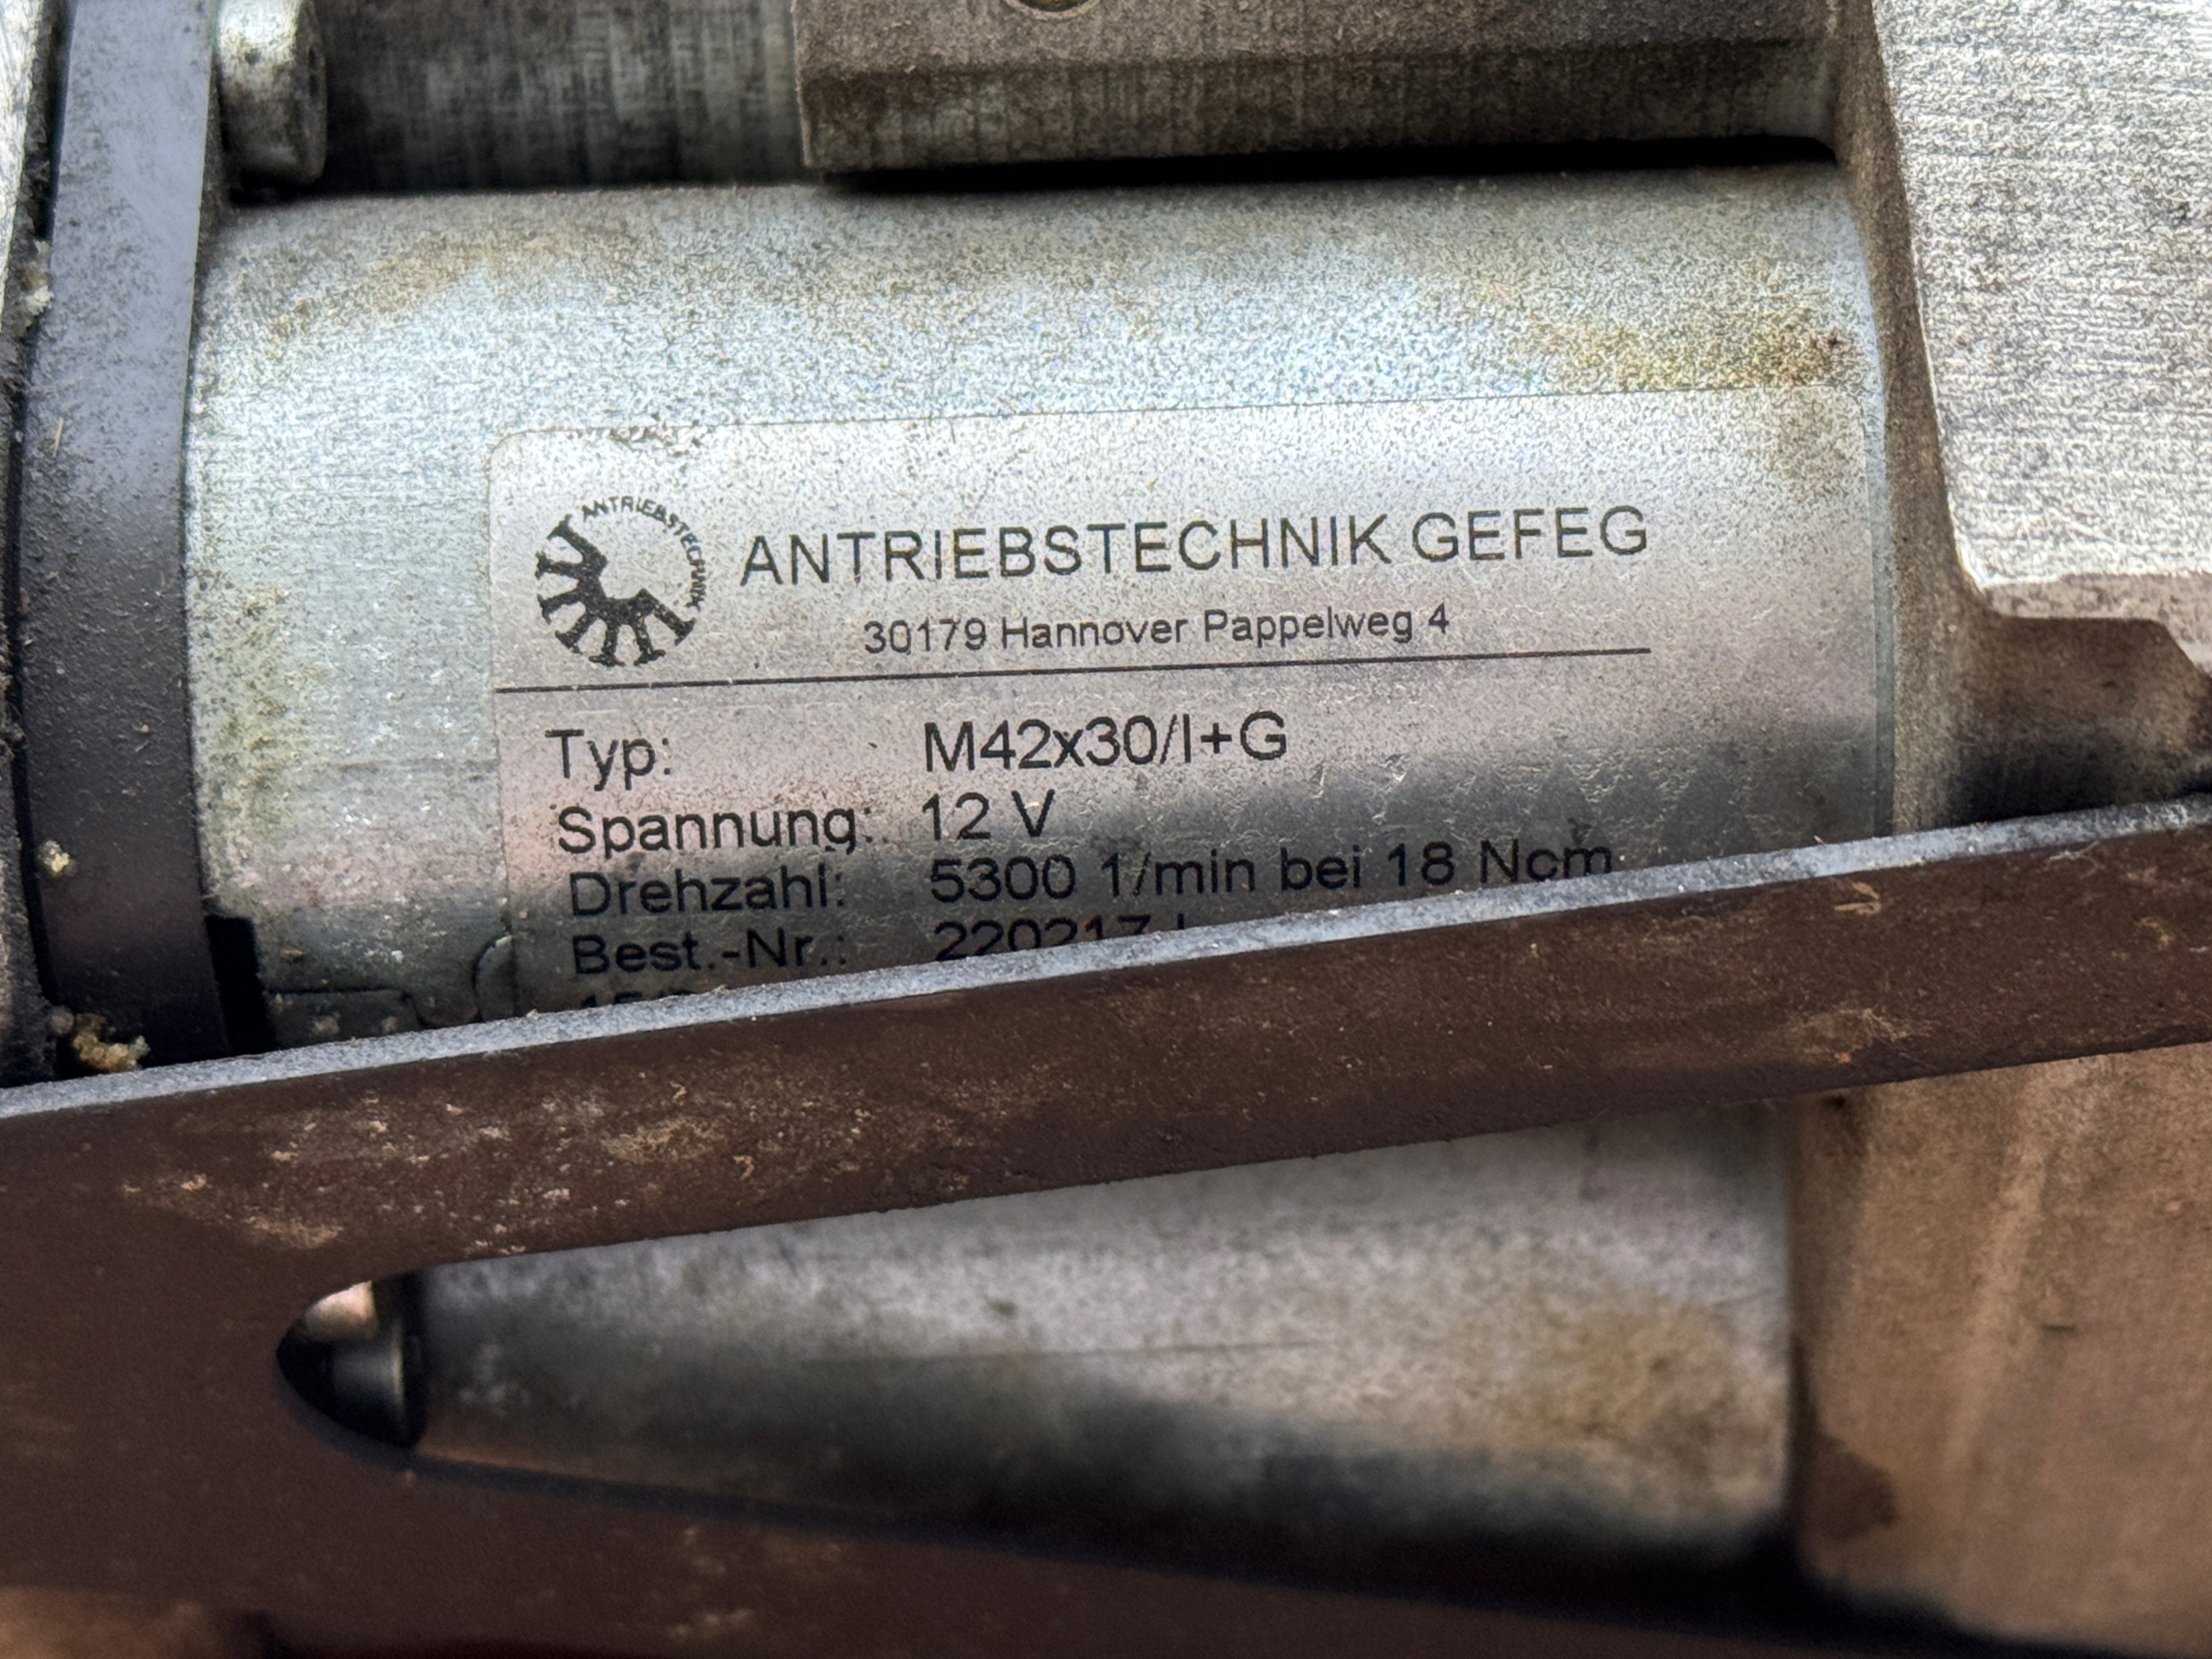 ANTRIEBSTECHNIK
ANTRIEBSTECHNIK GEFEG
30179 Hannover Pappelweg 4
Typ: M42x30/I+G
Spannung: 12 V
Drehzahl: 5300 1/min bei 18 Ncm
Best.-Nr.: 220217